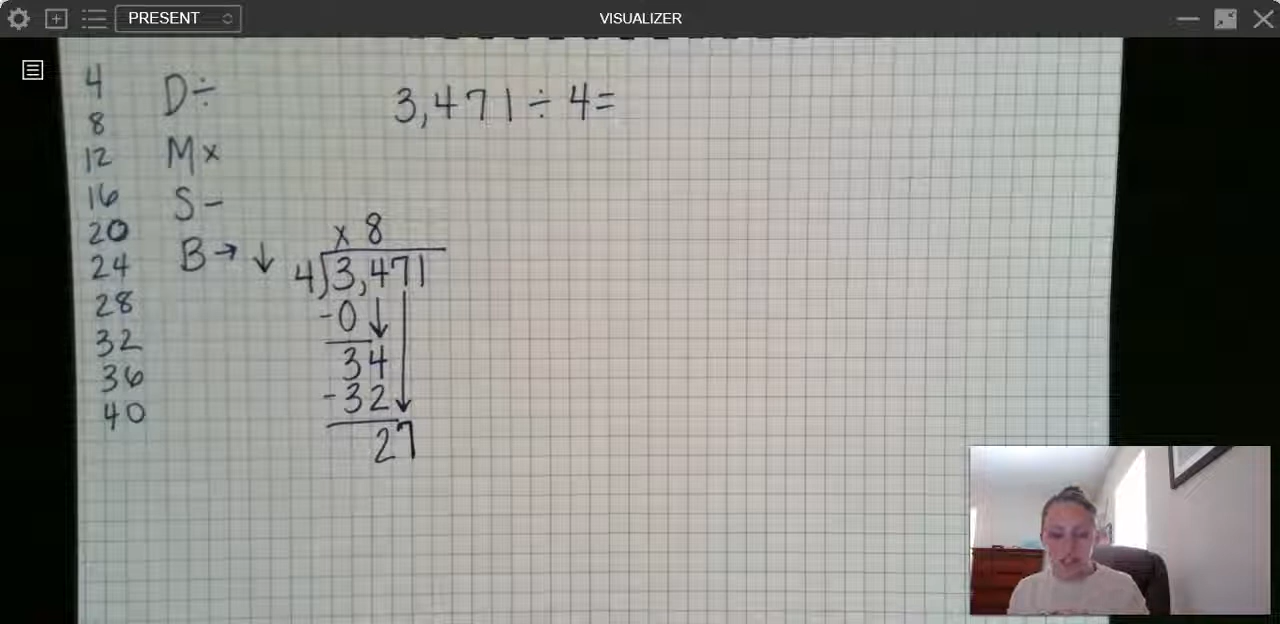 PRESENT
VISUALIZER
4
8
12
16
20
24
28
32
36
40
D÷
M×
S-
B→ ↓
3,471÷4=
x 8
4)3,471
-0↓
34
-32
27